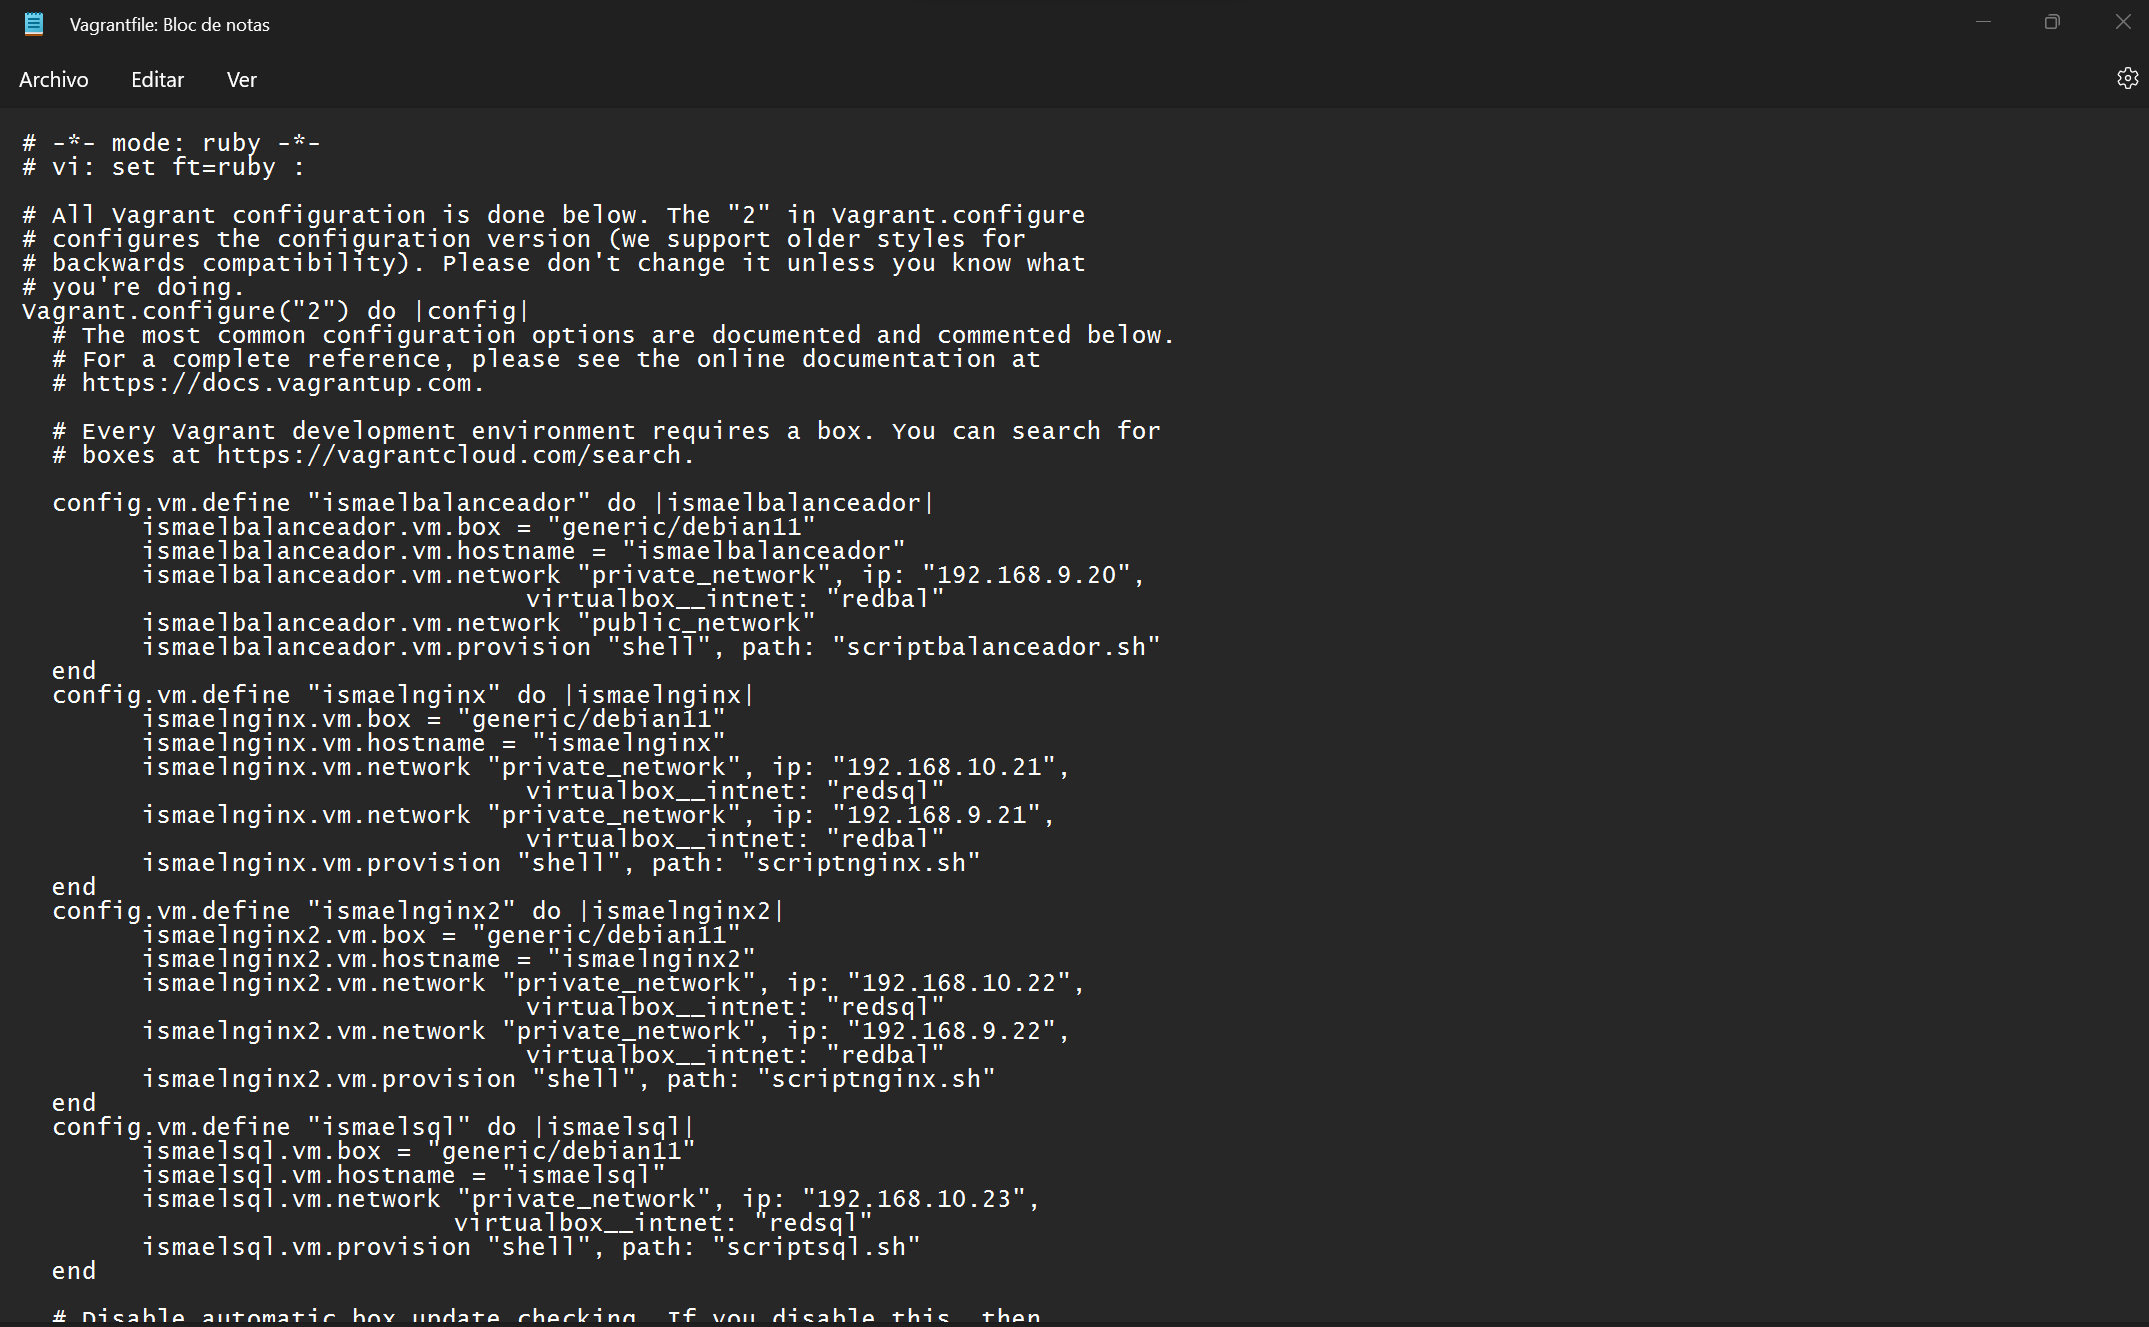 Vagrantfile: Bloc de notas
Archivo Editar Ver
# -*- mode: ruby -*-
# vi: set ft=ruby :

# All Vagrant configuration is done below. The "2" in Vagrant.configure
# configures the configuration version (we support older styles for
# backwards compatibility). Please don't change it unless you know what
# you're doing.
Vagrant.configure("2") do |config|
  # The most common configuration options are documented and commented below.
  # For a complete reference, please see the online documentation at
  # https://docs.vagrantup.com.

  # Every Vagrant development environment requires a box. You can search for
  # boxes at https://vagrantcloud.com/search.

  config.vm.define "ismaelbalanceador" do |ismaelbalanceador|
        ismaelbalanceador.vm.box = "generic/debian11"
        ismaelbalanceador.vm.hostname = "ismaelbalanceador"
        ismaelbalanceador.vm.network "private_network", ip: "192.168.9.20",
                                  virtualbox__intnet: "redbal"
        ismaelbalanceador.vm.network "public_network"
        ismaelbalanceador.vm.provision "shell", path: "scriptbalanceador.sh"
  end
  config.vm.define "ismaelnginx" do |ismaelnginx|
        ismaelnginx.vm.box = "generic/debian11"
        ismaelnginx.vm.hostname = "ismaelnginx"
        ismaelnginx.vm.network "private_network", ip: "192.168.10.21",
                                  virtualbox__intnet: "redsql"
        ismaelnginx.vm.network "private_network", ip: "192.168.9.21",
                                  virtualbox__intnet: "redbal"
        ismaelnginx.vm.provision "shell", path: "scriptnginx.sh"
  end
  config.vm.define "ismaelnginx2" do |ismaelnginx2|
        ismaelnginx2.vm.box = "generic/debian11"
        ismaelnginx2.vm.hostname = "ismaelnginx2"
        ismaelnginx2.vm.network "private_network", ip: "192.168.10.22",
                                  virtualbox__intnet: "redsql"
        ismaelnginx2.vm.network "private_network", ip: "192.168.9.22",
                                  virtualbox__intnet: "redbal"
        ismaelnginx2.vm.provision "shell", path: "scriptnginx.sh"
  end
  config.vm.define "ismaelsql" do |ismaelsql|
        ismaelsql.vm.box = "generic/debian11"
        ismaelsql.vm.hostname = "ismaelsql"
        ismaelsql.vm.network "private_network", ip: "192.168.10.23",
                             virtualbox__intnet: "redsql"
        ismaelsql.vm.provision "shell", path: "scriptsql.sh"
  end

  # Disable automatic box update checking. If you disable this, then